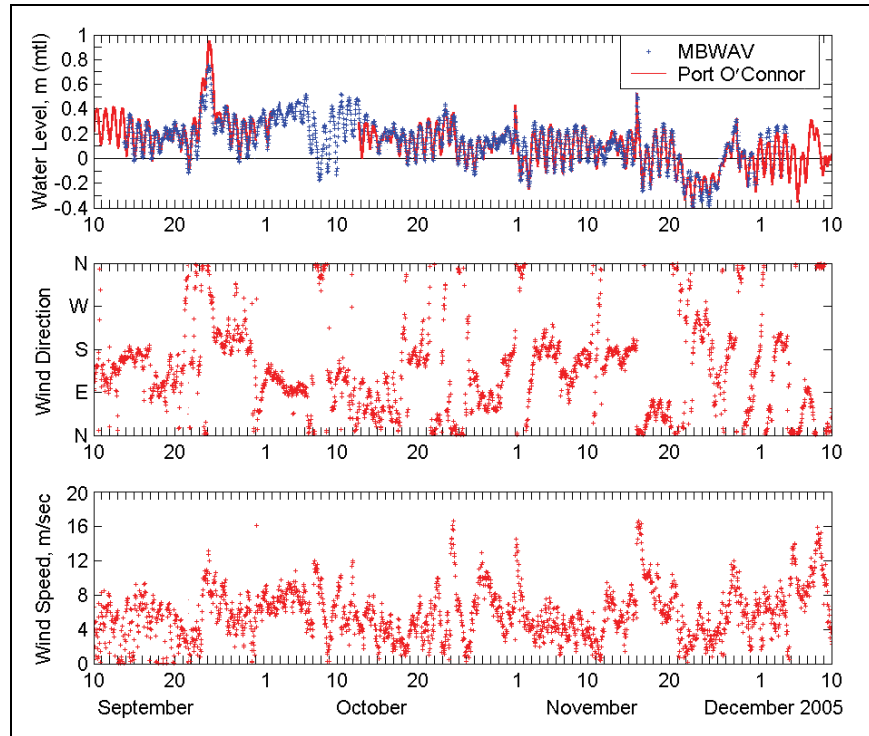 Water Level, m (mtl)
1
0.8
0.6
0.4
0.2
0
-0.2
-0.4
MBWAV
Port O'Connor
10 20 1 10 20 1 10 20 1 10
Wind Direction
N
W
S
E
N
10 20 1 10 20 1 10 20 1 10
Wind Speed, m/sec
20
16
12
8
4
0
10 20 1 10 20 1 10 20 1 10
September October November December 2005